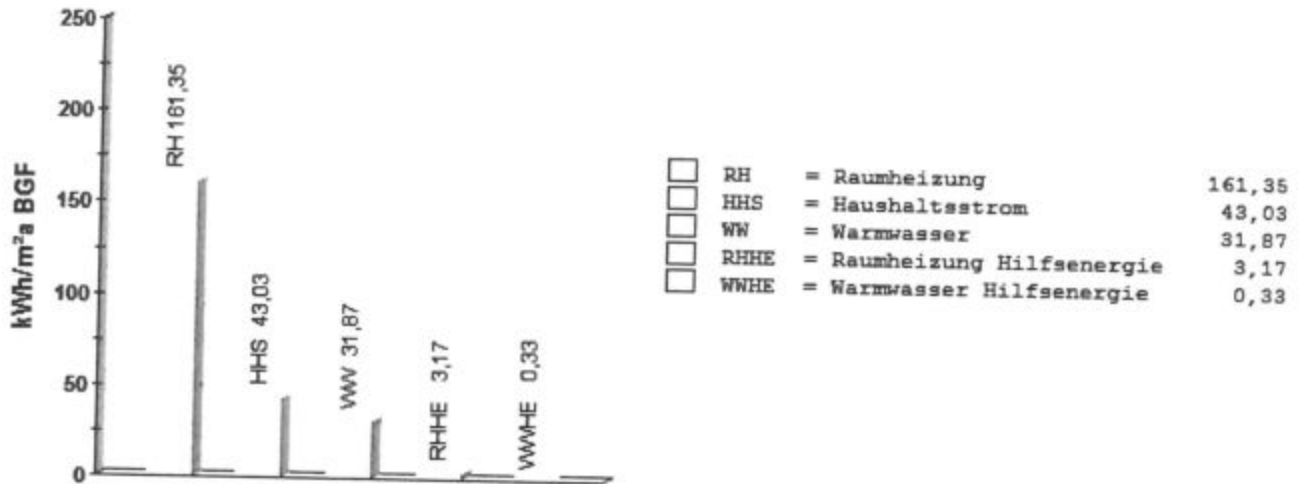 kWh/m²a BGF
250
200
150
100
50
0
RH 161,35
HHS 43,03
WW 31,87
RHHE 3,17
WWHE 0,33
RH = Raumheizung 161,35
HHS = Haushaltsstrom 43,03
WW = Warmwasser 31,87
RHHE = Raumheizung Hilfsenergie 3,17
WWHE = Warmwasser Hilfsenergie 0,33